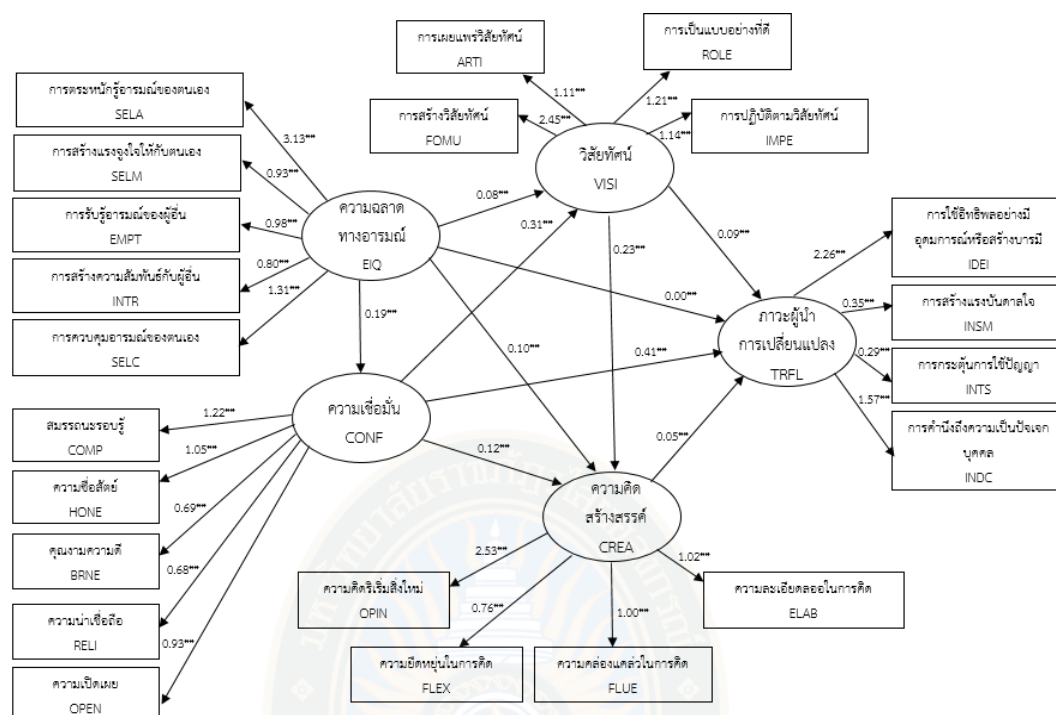 การเผยแพร่วิสัยทัศน์
ARTI
การเป็นแบบอย่างที่ดี
ROLE
การตระหนักรู้อารมณ์ของตนเอง
SELA
1.11**
1.21**
การสร้างวิสัยทัศน์
FOMU
2.45**
การปฏิบัติตามวิสัยทัศน์
IMPE
1.14**
3.13**
การสร้างแรงจูงใจให้กับตนเอง
SELM
0.93**
วิสัยทัศน์
VISI
ความฉลาด
ทางอารมณ์
EIQ
0.08**
0.31**
การรับรู้อารมณ์ของผู้อื่น
EMPT
0.98**
การใช้อิทธิพลอย่างมี
อุดมการณ์หรือสร้างบารมี
IDEI
0.23**
0.09**
2.26**
การสร้างความสัมพันธ์กับผู้อื่น
INTR
0.80**
1.31**
0.00**
การสร้างแรงบันดาลใจ
INSM
0.35**
การควบคุมอารมณ์ของตนเอง
SELC
0.19**
0.10**
ภาวะผู้นำ
การเปลี่ยนแปลง
TRFL
0.41**
0.29**
การกระตุ้นการใช้ปัญญา
INTS
1.57**
ความเชื่อมั่น
CONF
สมรรถนะรอบรู้
COMP
1.22**
0.05**
การคำนึงถึงความเป็นปัจเจก
บุคคล
INDC
1.05**
0.12**
ความซื่อสัตย์
HONE
0.69**
ความคิด
สร้างสรรค์
CREA
คุณงามความดี
BRNE
0.68**
2.53**
1.02**
ความคิดริเริ่มสิ่งใหม่
OPIN
ความละเอียดลออในการคิด
ELAB
0.76**
1.00**
ความน่าเชื่อถือ
RELI
0.93**
ความยืดหยุ่นในการคิด
FLEX
ความคล่องแคล่วในการคิด
FLUE
ความเปิดเผย
OPEN